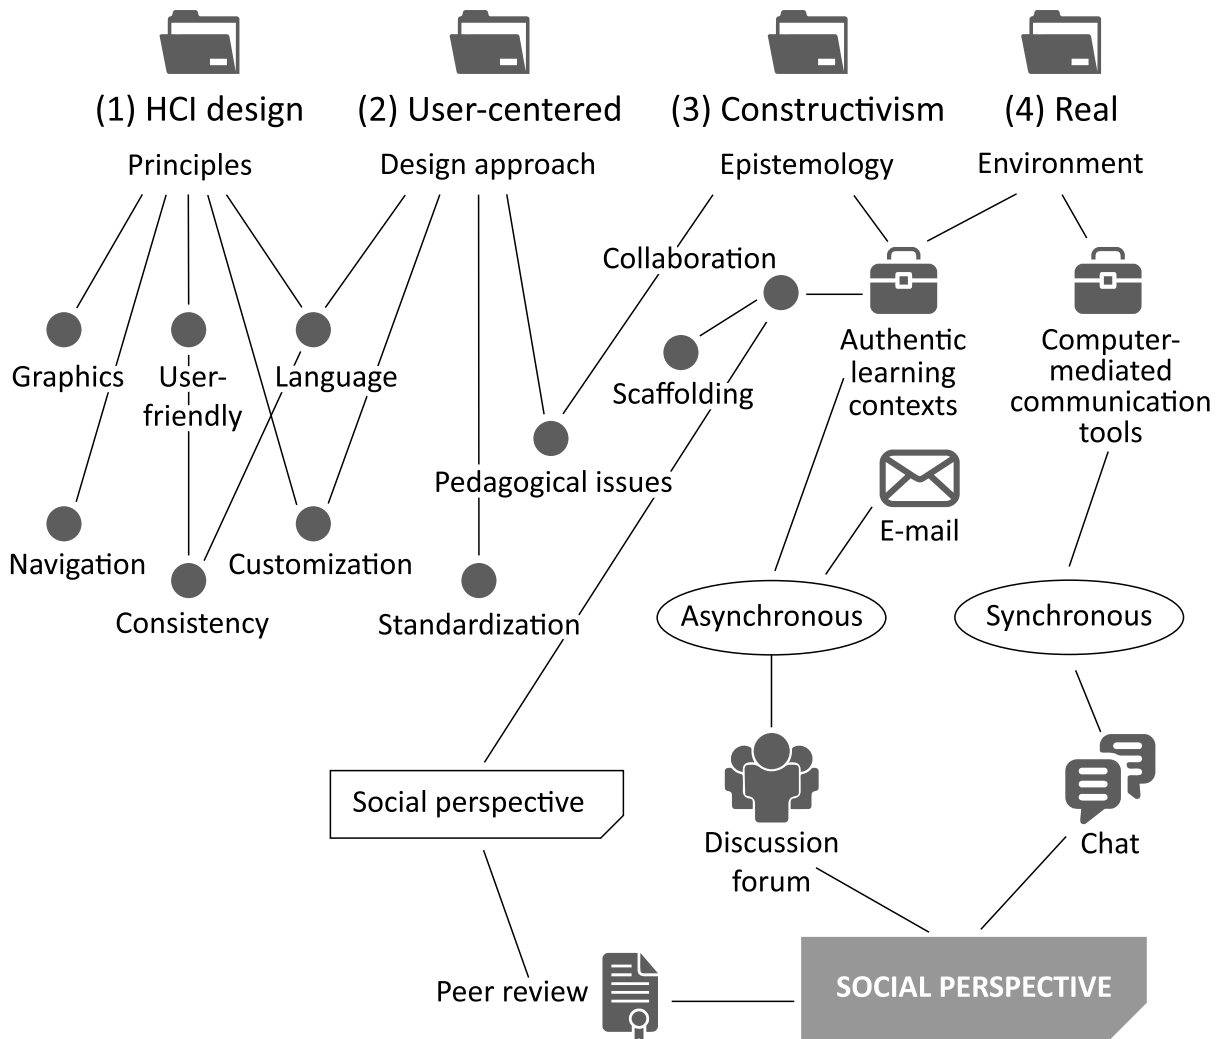 (1) HCI design
Principles
(2) User-centered
Design approach
(3) Constructivism
Epistemology
(4) Real
Environment
Collaboration
Graphics
User-
friendly
Language
Scaffolding
Authentic
learning
contexts
Computer-
mediated
communication
tools
Pedagogical issues
E-mail
Navigation
Customization
Consistency
Standardization
Asynchronous
Synchronous
Social perspective
Discussion
forum
Chat
Peer review
SOCIAL PERSPECTIVE